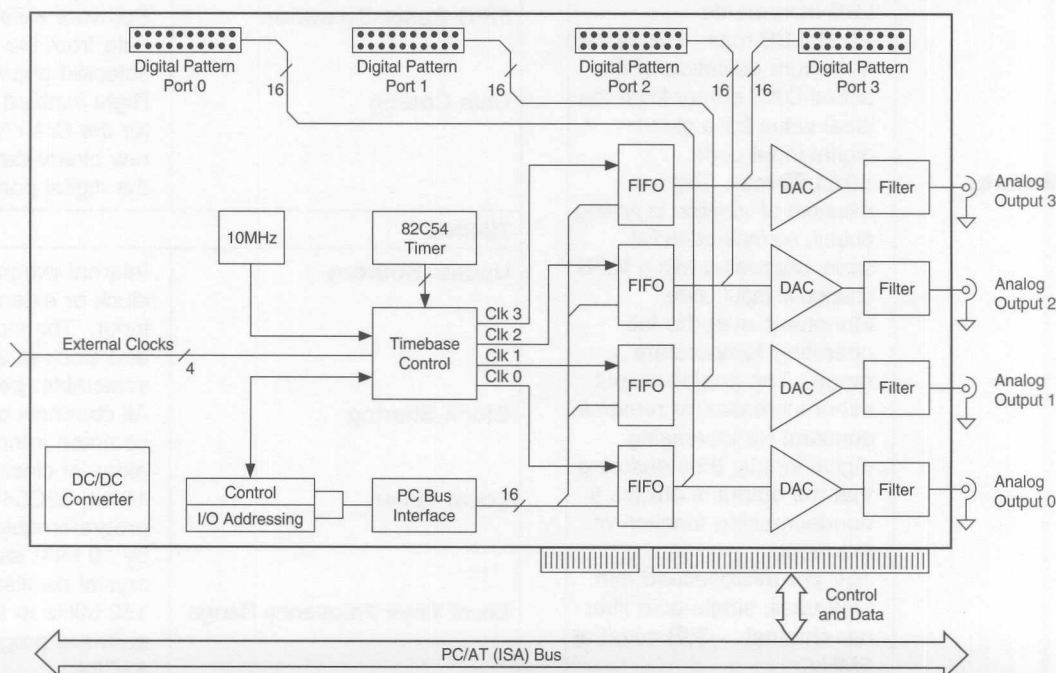 Digital Pattern
Port 0
Digital Pattern
Port 1
Digital Pattern
Port 2
Digital Pattern
Port 3
16
16
16
16
FIFO
DAC
Filter
Analog
Output 3
10MHz
82C54
Timer
FIFO
DAC
Filter
Analog
Output 2
External Clocks
4
Timebase
Control
Clk 3
Clk 2
Clk 1
Clk 0
FIFO
DAC
Filter
Analog
Output 1
DC/DC
Converter
Control
I/O Addressing
PC Bus
Interface
16
FIFO
DAC
Filter
Analog
Output 0
Control
and Data
PC/AT (ISA) Bus